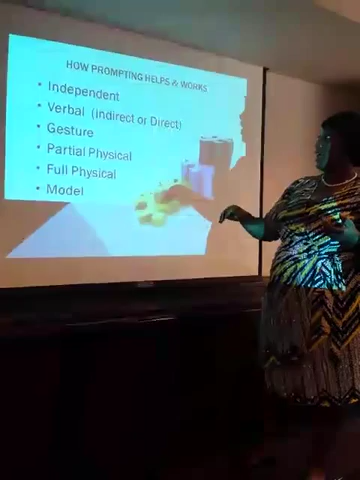 HOW PROMPTING HELPS & WORKS
• Independent
• Verbal (Indirect or Direct)
• Gesture
• Partial Physical
• Full Physical
• Model